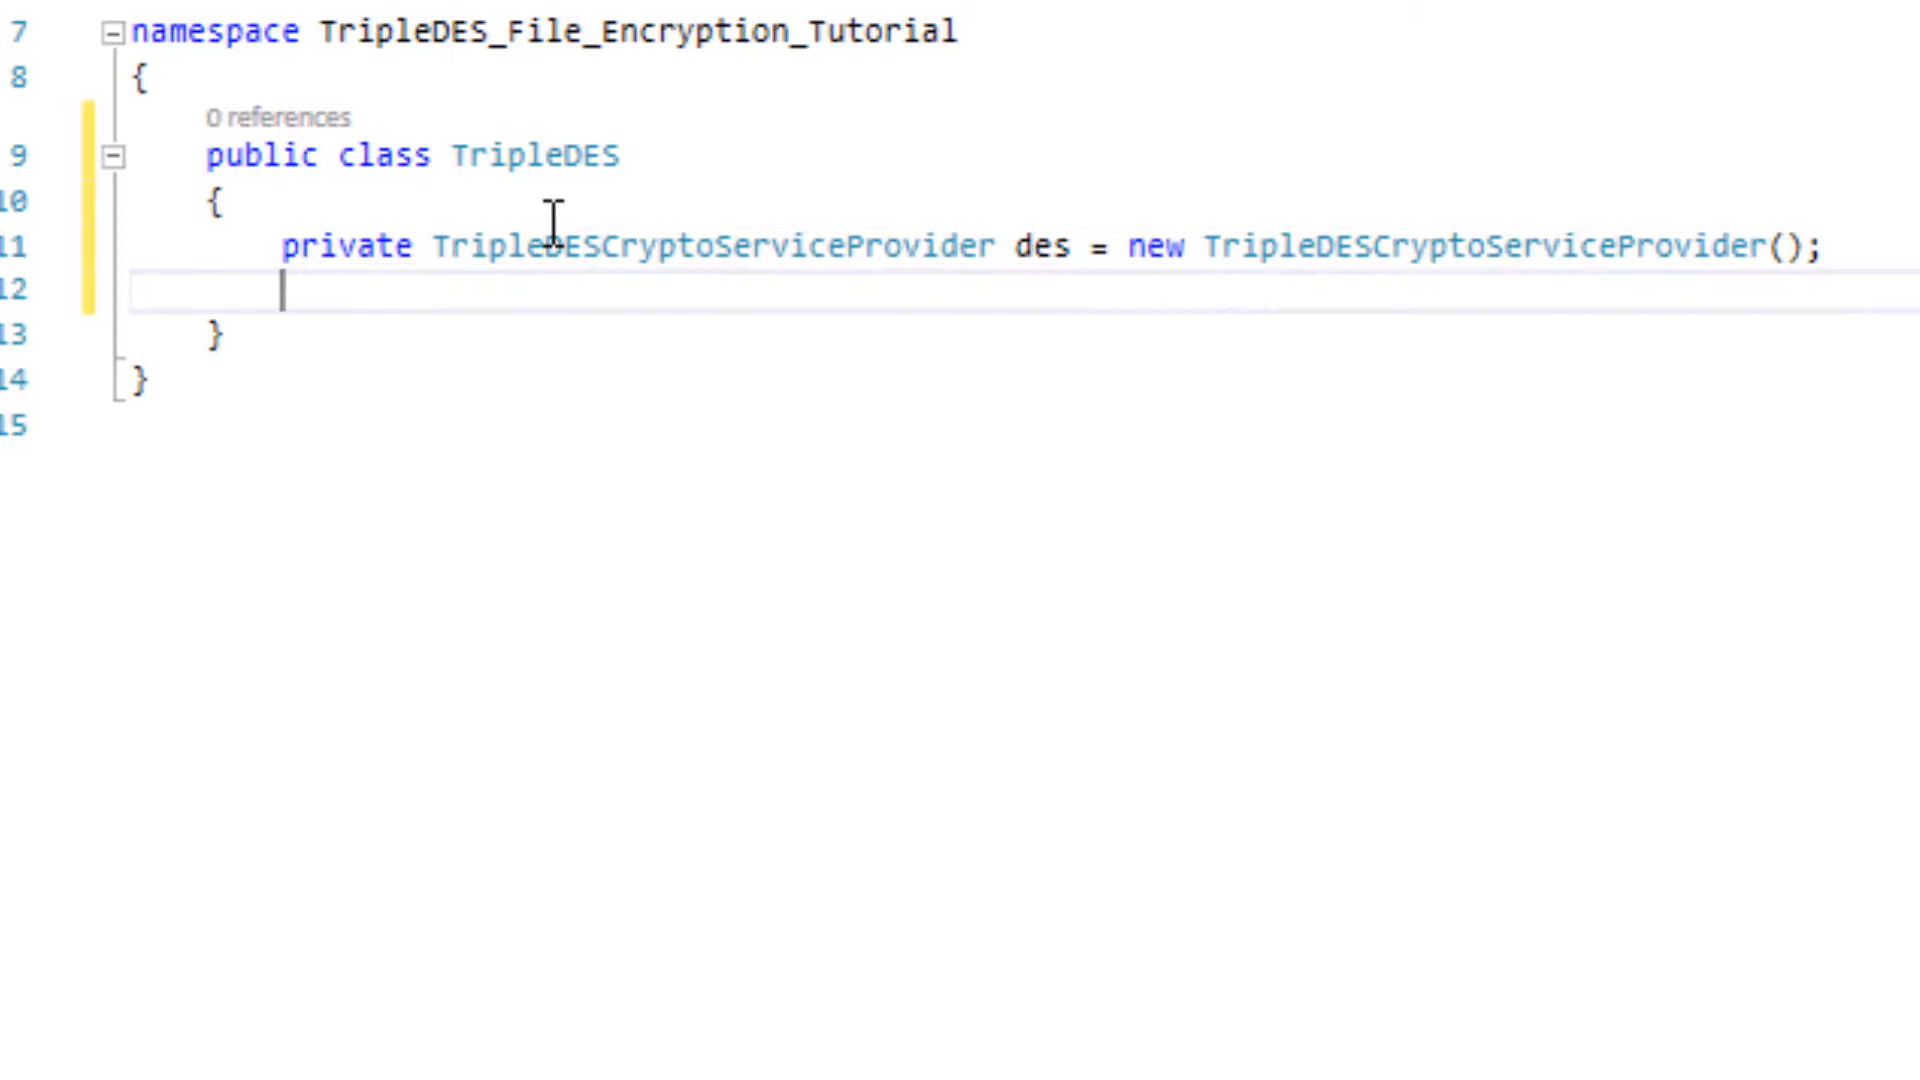 7 namespace TripleDES_File_Encryption_Tutorial
8 {
0 references
9 public class TripleDES
10 {
11 private TripleDESCryptoServiceProvider des = new TripleDESCryptoServiceProvider();
12
13 }
14 }
15